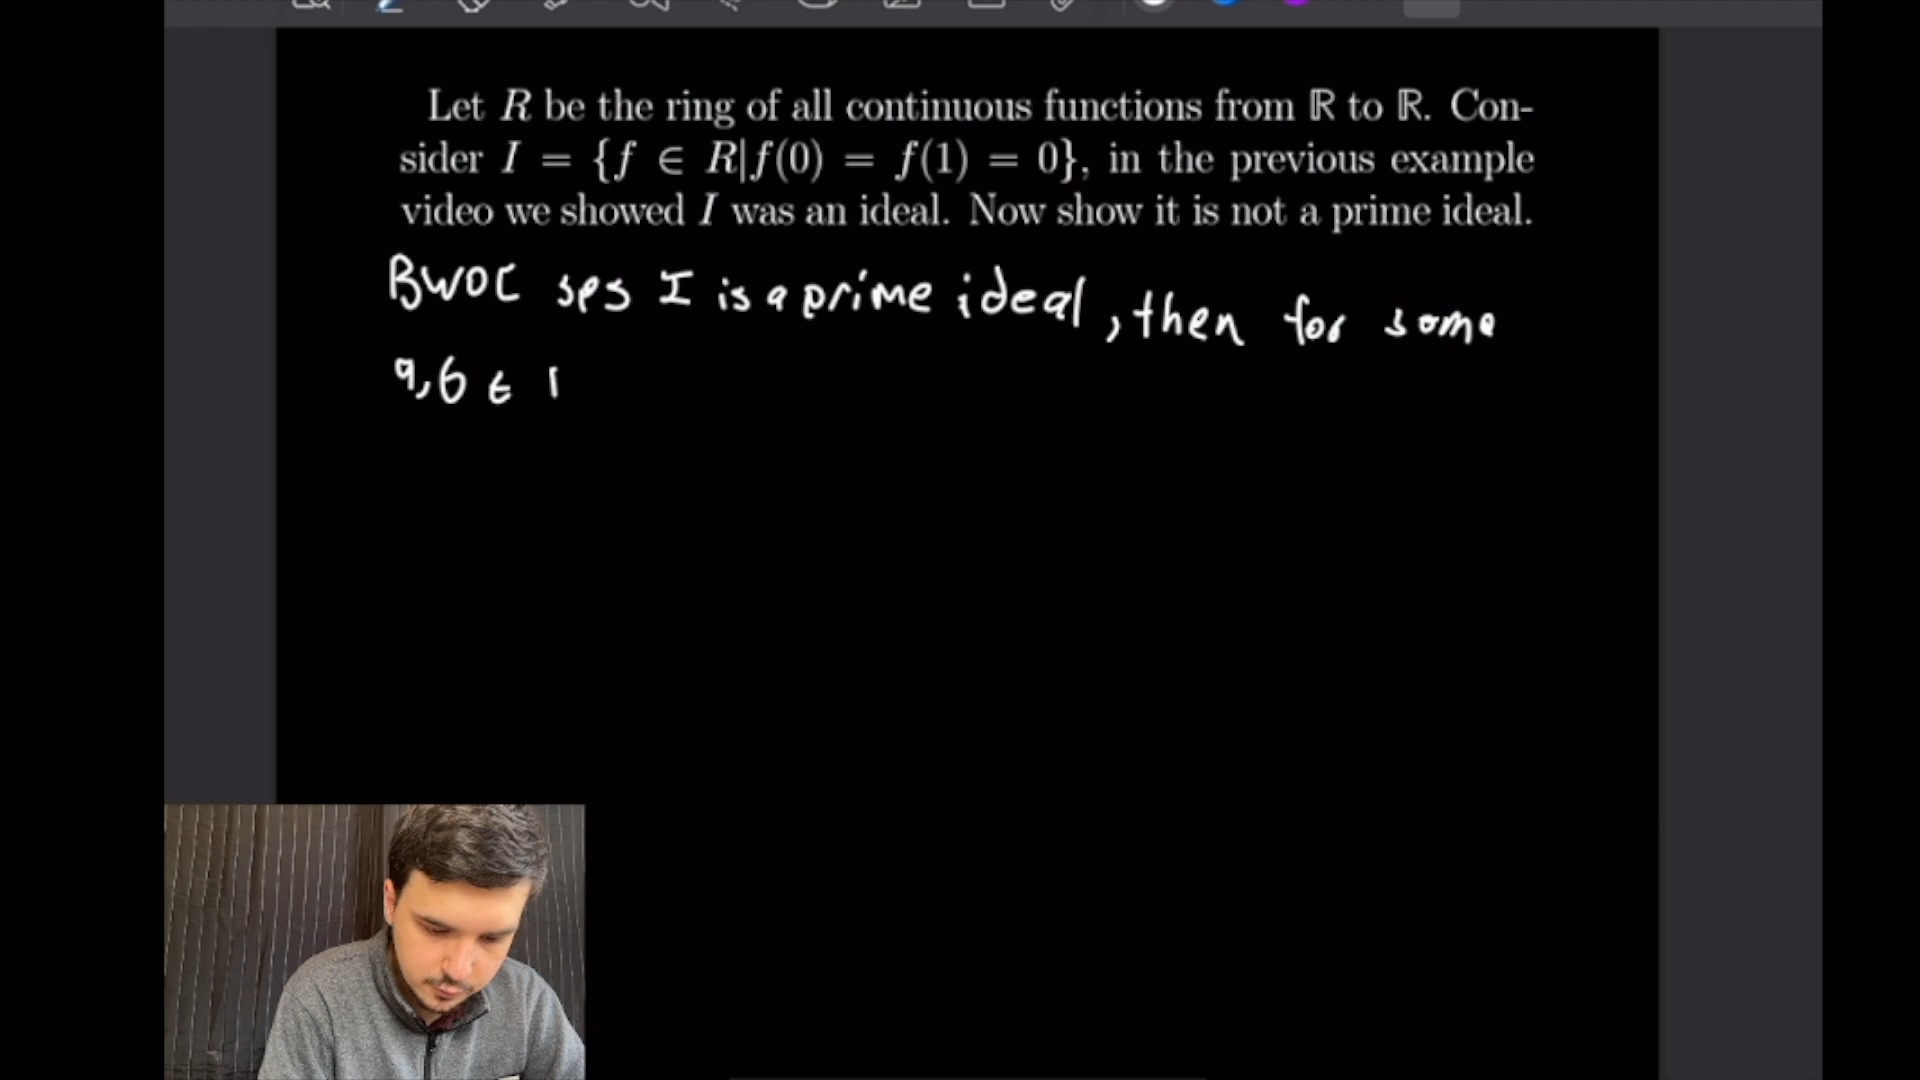 Let R be the ring of all continuous functions from ℝ to ℝ. Con-
sider I = {f ∈ R|f(0) = f(1) = 0}, in the previous example
video we showed I was an ideal. Now show it is not a prime ideal.
BWOC sps I is a prime ideal, then for some
a,b ∈